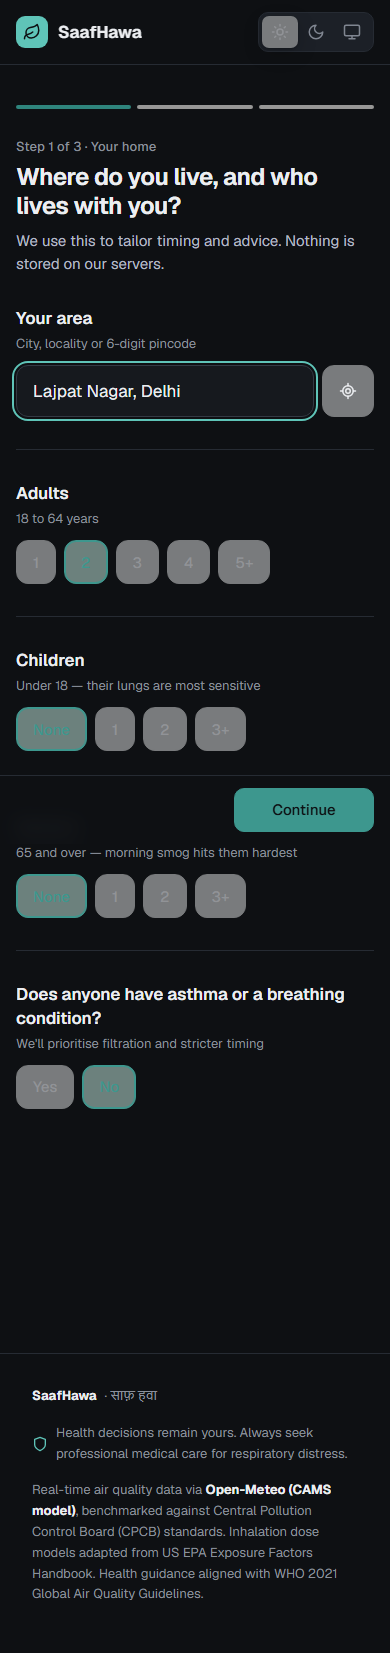 SaafHawa
Step 1 of 3 · Your home
Where do you live, and who
lives with you?
We use this to tailor timing and advice. Nothing is
stored on our servers.
Your area
City, locality or 6-digit pincode
Lajpat Nagar, Delhi
Adults
18 to 64 years
1 2 3 4 5+
Children
Under 18 — their lungs are most sensitive
None 1 2 3+
Continue
65 and over — morning smog hits them hardest
None 1 2 3+
Does anyone have asthma or a breathing
condition?
We'll prioritise filtration and stricter timing
Yes No
SaafHawa · साफ़ हवा
Health decisions remain yours. Always seek
professional medical care for respiratory distress.
Real-time air quality data via Open-Meteo (CAMS
model), benchmarked against Central Pollution
Control Board (CPCB) standards. Inhalation dose
models adapted from US EPA Exposure Factors
Handbook. Health guidance aligned with WHO 2021
Global Air Quality Guidelines.